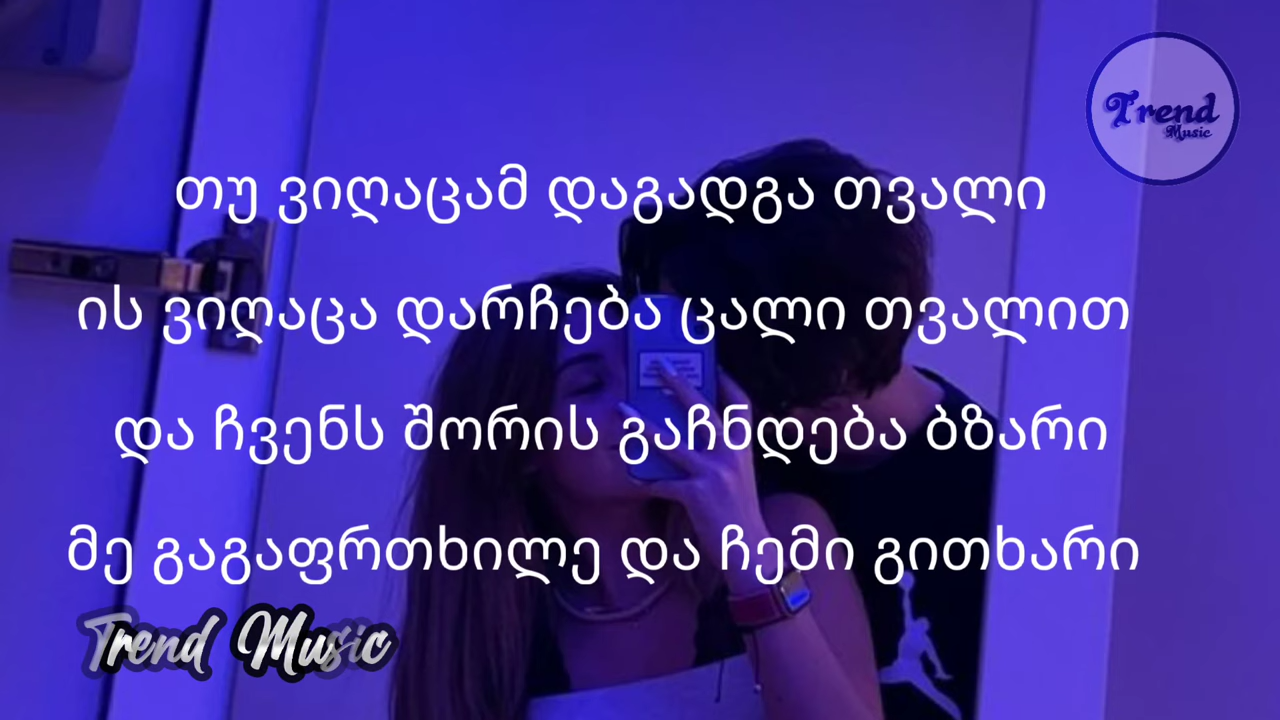 Trend
Music
თუ ვიღაცამ დაგადგა თვალი
ის ვიღაცა დარჩება ცალი თვალით
და ჩვენს შორის გაჩნდება ბზარი
მე გაგაფრთხილე და ჩემი გითხარი
Trend Music